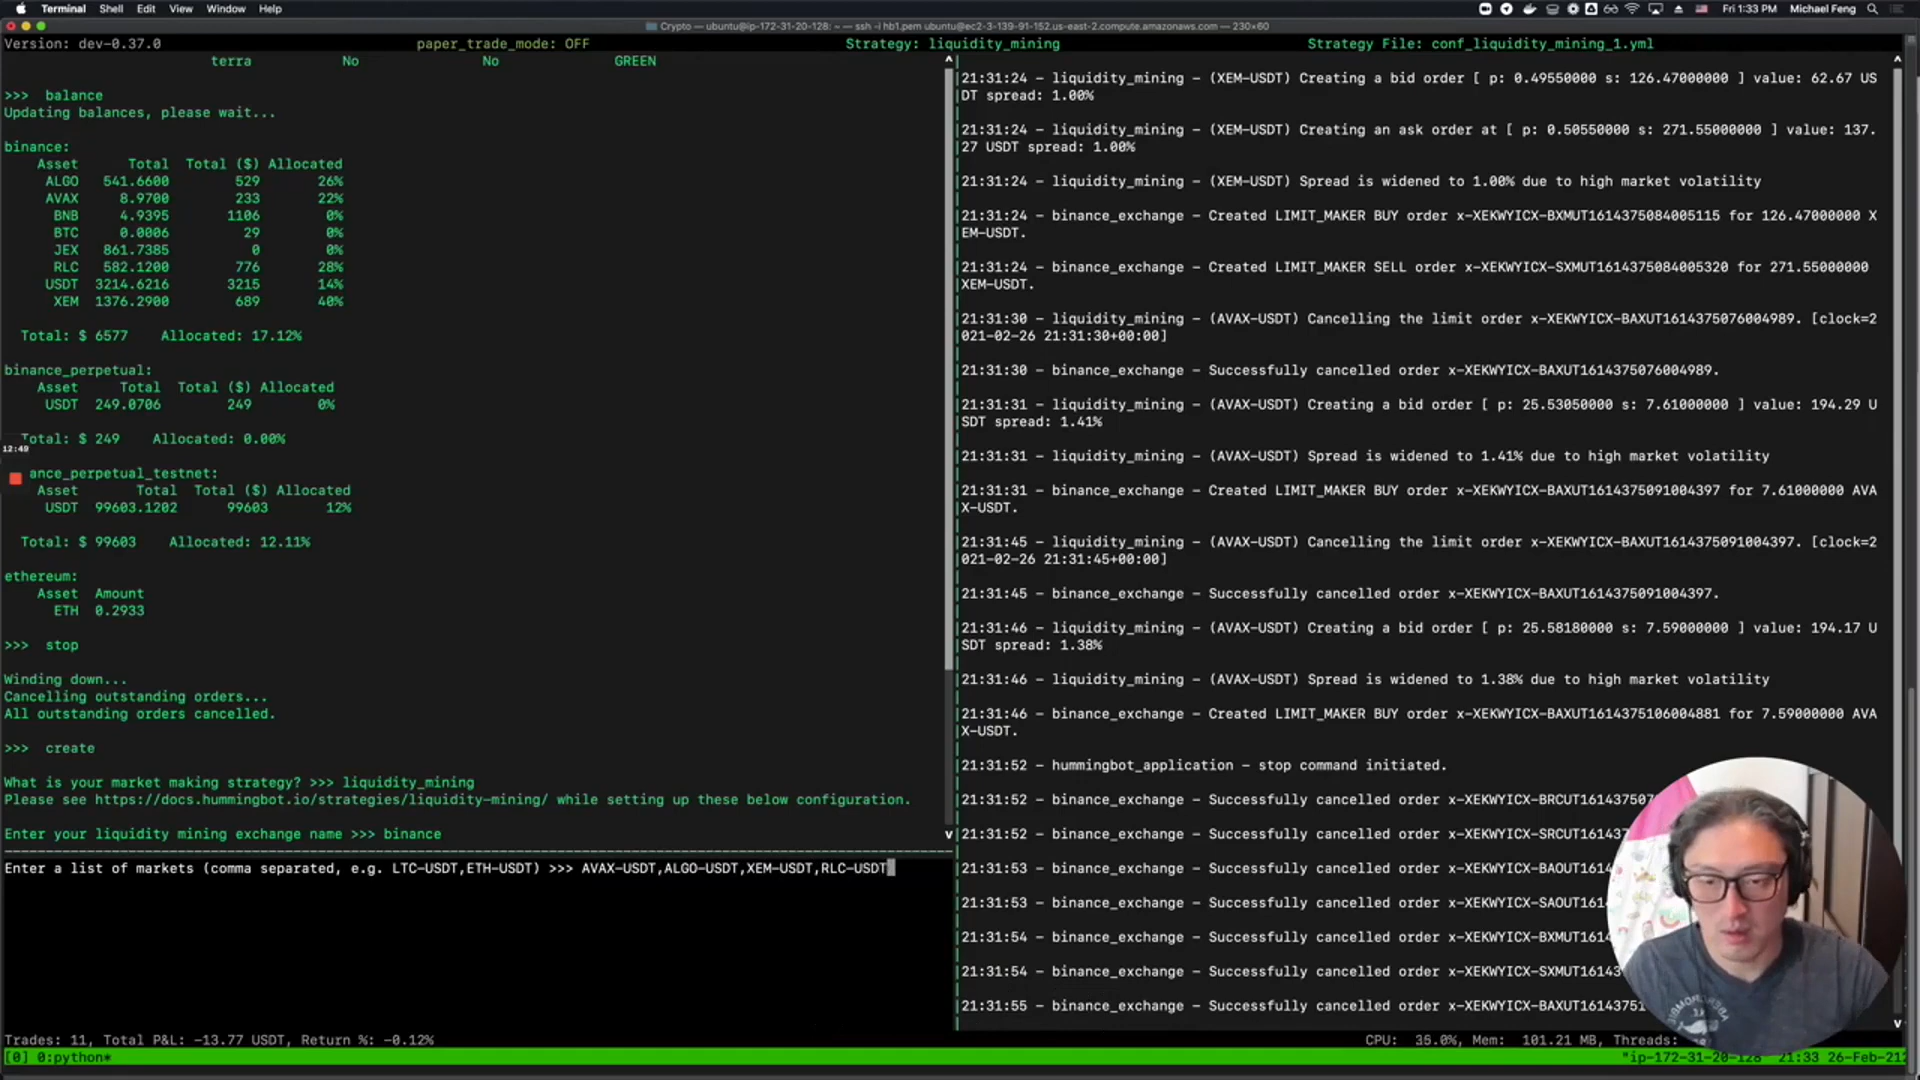 Terminal Shell Edit View Window Help
Fri 1:33 PM Michael Feng
Crypto — ubuntu@ip-172-31-20-128: ~ — ssh -i hb1.pem ubuntu@ec2-3-139-91-152.us-east-2.compute.amazonaws.com — 230×60
Version: dev-0.37.0 paper_trade_mode: OFF Strategy: liquidity_mining Strategy File: conf_liquidity_mining_1.yml
terra No No GREEN
>>> balance
Updating balances, please wait...
binance:
Asset Total Total ($) Allocated
ALGO 541.6600 529 26%
AVAX 8.9700 233 22%
BNB 4.9395 1106 0%
BTC 0.0006 29 0%
JEX 861.7385 0 0%
RLC 582.1200 776 28%
USDT 3214.6216 3215 14%
XEM 1376.2900 689 40%
Total: $ 6577 Allocated: 17.12%
binance_perpetual:
Asset Total Total ($) Allocated
USDT 249.0706 249 0%
Total: $ 249 Allocated: 0.00%
12:49
ance_perpetual_testnet:
Asset Total Total ($) Allocated
USDT 99603.1202 99603 12%
Total: $ 99603 Allocated: 12.11%
ethereum:
Asset Amount
ETH 0.2933
>>> stop
Winding down...
Cancelling outstanding orders...
All outstanding orders cancelled.
>>> create
What is your market making strategy? >>> liquidity_mining
Please see https://docs.hummingbot.io/strategies/liquidity-mining/ while setting up these below configuration.
Enter your liquidity mining exchange name >>> binance
Enter a list of markets (comma separated, e.g. LTC-USDT,ETH-USDT) >>> AVAX-USDT,ALGO-USDT,XEM-USDT,RLC-USDT
21:31:24 - liquidity_mining - (XEM-USDT) Creating a bid order [ p: 0.49550000 s: 126.47000000 ] value: 62.67 US
DT spread: 1.00%
21:31:24 - liquidity_mining - (XEM-USDT) Creating an ask order at [ p: 0.50550000 s: 271.55000000 ] value: 137.
27 USDT spread: 1.00%
21:31:24 - liquidity_mining - (XEM-USDT) Spread is widened to 1.00% due to high market volatility
21:31:24 - binance_exchange - Created LIMIT_MAKER BUY order x-XEKWYICX-BXMUT1614375084005115 for 126.47000000 X
EM-USDT.
21:31:24 - binance_exchange - Created LIMIT_MAKER SELL order x-XEKWYICX-SXMUT1614375084005320 for 271.55000000
XEM-USDT.
21:31:30 - liquidity_mining - (AVAX-USDT) Cancelling the limit order x-XEKWYICX-BAXUT1614375076004989. [clock=2
021-02-26 21:31:30+00:00]
21:31:30 - binance_exchange - Successfully cancelled order x-XEKWYICX-BAXUT1614375076004989.
21:31:31 - liquidity_mining - (AVAX-USDT) Creating a bid order [ p: 25.53050000 s: 7.61000000 ] value: 194.29 U
SDT spread: 1.41%
21:31:31 - liquidity_mining - (AVAX-USDT) Spread is widened to 1.41% due to high market volatility
21:31:31 - binance_exchange - Created LIMIT_MAKER BUY order x-XEKWYICX-BAXUT1614375091004397 for 7.61000000 AVA
X-USDT.
21:31:45 - liquidity_mining - (AVAX-USDT) Cancelling the limit order x-XEKWYICX-BAXUT1614375091004397. [clock=2
021-02-26 21:31:45+00:00]
21:31:45 - binance_exchange - Successfully cancelled order x-XEKWYICX-BAXUT1614375091004397.
21:31:46 - liquidity_mining - (AVAX-USDT) Creating a bid order [ p: 25.58180000 s: 7.59000000 ] value: 194.17 U
SDT spread: 1.38%
21:31:46 - liquidity_mining - (AVAX-USDT) Spread is widened to 1.38% due to high market volatility
21:31:46 - binance_exchange - Created LIMIT_MAKER BUY order x-XEKWYICX-BAXUT1614375106004881 for 7.59000000 AVA
X-USDT.
21:31:52 - hummingbot_application - stop command initiated.
21:31:52 - binance_exchange - Successfully cancelled order x-XEKWYICX-BRCUT161437507
21:31:52 - binance_exchange - Successfully cancelled order x-XEKWYICX-SRCUT161437
21:31:53 - binance_exchange - Successfully cancelled order x-XEKWYICX-BAOUT1614
21:31:53 - binance_exchange - Successfully cancelled order x-XEKWYICX-SAOUT161
21:31:54 - binance_exchange - Successfully cancelled order x-XEKWYICX-BXMUT161
21:31:54 - binance_exchange - Successfully cancelled order x-XEKWYICX-SXMUT161
21:31:55 - binance_exchange - Successfully cancelled order x-XEKWYICX-BAXUT161
Trades: 11, Total P&L: -13.77 USDT, Return %: -0.12% CPU: 35.0%, Mem: 101.21 MB, Threads:
[0] 0:python* "ip-172-31-20-128" 21:33 26-Feb-21